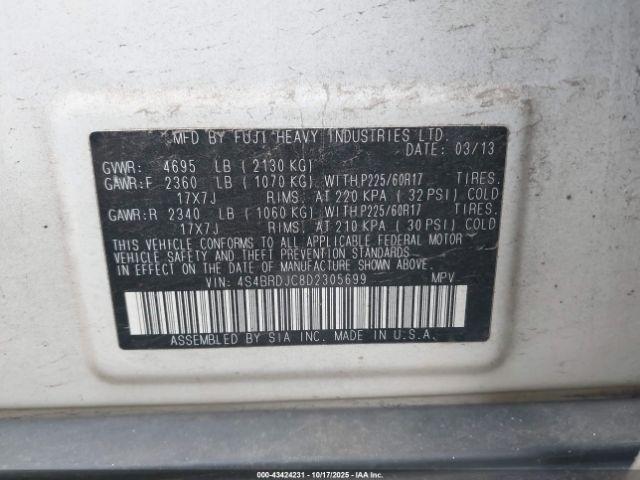 MFD BY FUJI HEAVY INDUSTRIES LTD.
DATE: 03/13
GVWR: 4695 LB (2130 KG)
GAWR:F 2360 LB (1070 KG) WITH P225/60R17 TIRES.
17X7J RIMS, AT 220 KPA (32 PSI) COLD
GAWR:R 2340 LB (1060 KG) WITH P225/60R17 TIRES.
17X7J RIMS, AT 210 KPA (30 PSI) COLD
THIS VEHICLE CONFORMS TO ALL APPLICABLE FEDERAL MOTOR
VEHICLE SAFETY AND THEFT PREVENTION STANDARDS
IN EFFECT ON THE DATE OF MANUFACTURE SHOWN ABOVE.
VIN: 4S4BRDJC8D2305699 MPV
ASSEMBLED BY SIA INC. MADE IN U.S.A.
000-43424231 - 10/17/2025 - IAA Inc.